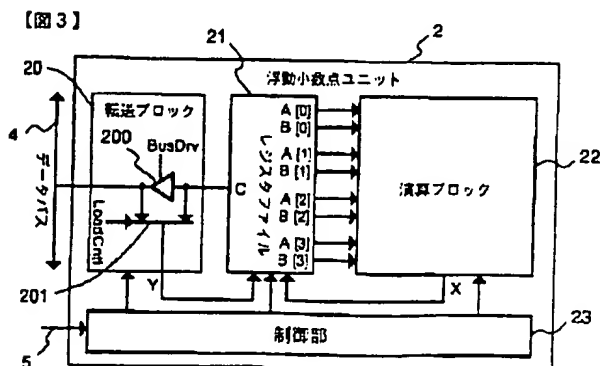 【図3】
2
21
浮動小数点ユニット
20
転送ブロック
4
200
BusDrv
データバス
LoadCntl
201
Y
C
レジスタファイル
A [0]
B [0]
A [1]
B [1]
A [2]
B [2]
A [3]
B [3]
演算ブロック
22
X
制御部
23
5